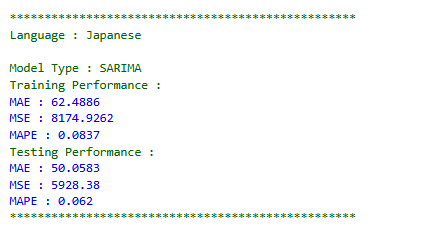 **************************************************
Language : Japanese
Model Type : SARIMA
Training Performance :
MAE : 62.4886
MSE : 8174.9262
MAPE : 0.0837
Testing Performance :
MAE : 50.0583
MSE : 5928.38
MAPE : 0.062
**************************************************